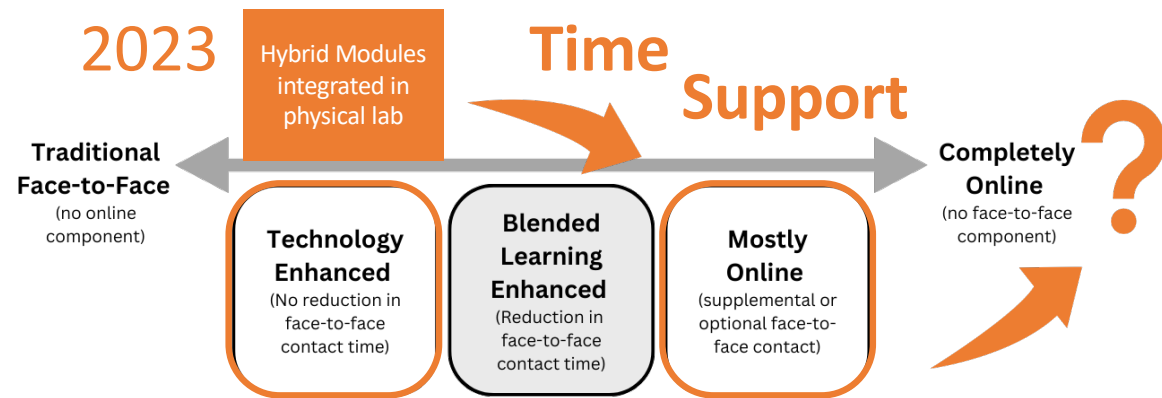 2023
Hybrid Modules
integrated in
physical lab
Time
Support
Traditional
Face-to-Face
(no online
component)
Completely
Online
(no face-to-face
component)
?
Technology
Enhanced
(No reduction in
face-to-face
contact time)
Blended
Learning
Enhanced
(Reduction in
face-to-face
contact time)
Mostly
Online
(supplemental or
optional face-to-
face contact)